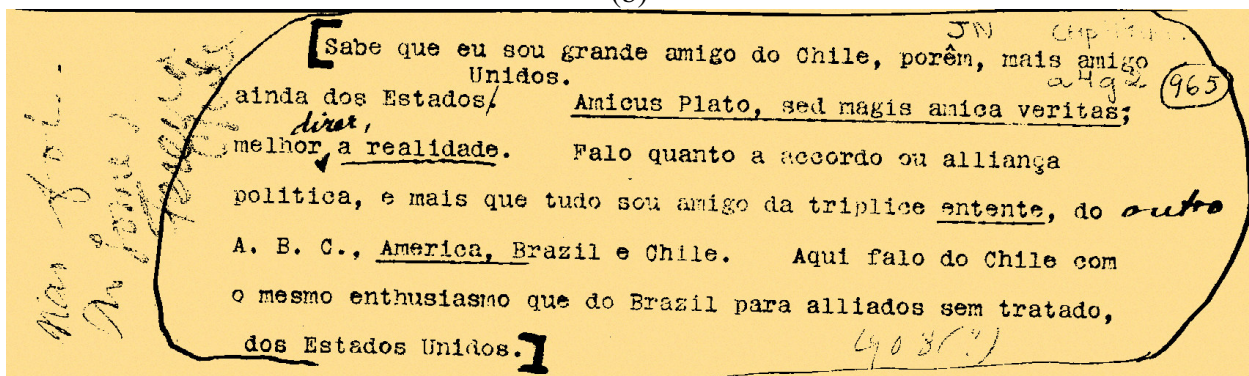 JN
[Sabe que eu sou grande amigo do Chile, porêm, mais amigo
Unidos.
ainda dos Estados/ Amicus Plato, sed magis amica veritas;
965
dizer,
melhor a realidade. Falo quanto a accordo ou alliança
politica, e mais que tudo sou amigo da triplice entente, do outro
A. B. C., America, Brazil e Chile. Aqui falo do Chile com
o mesmo enthusiasmo que do Brazil para alliados sem tratado,
dos Estados Unidos.]
1908(?)